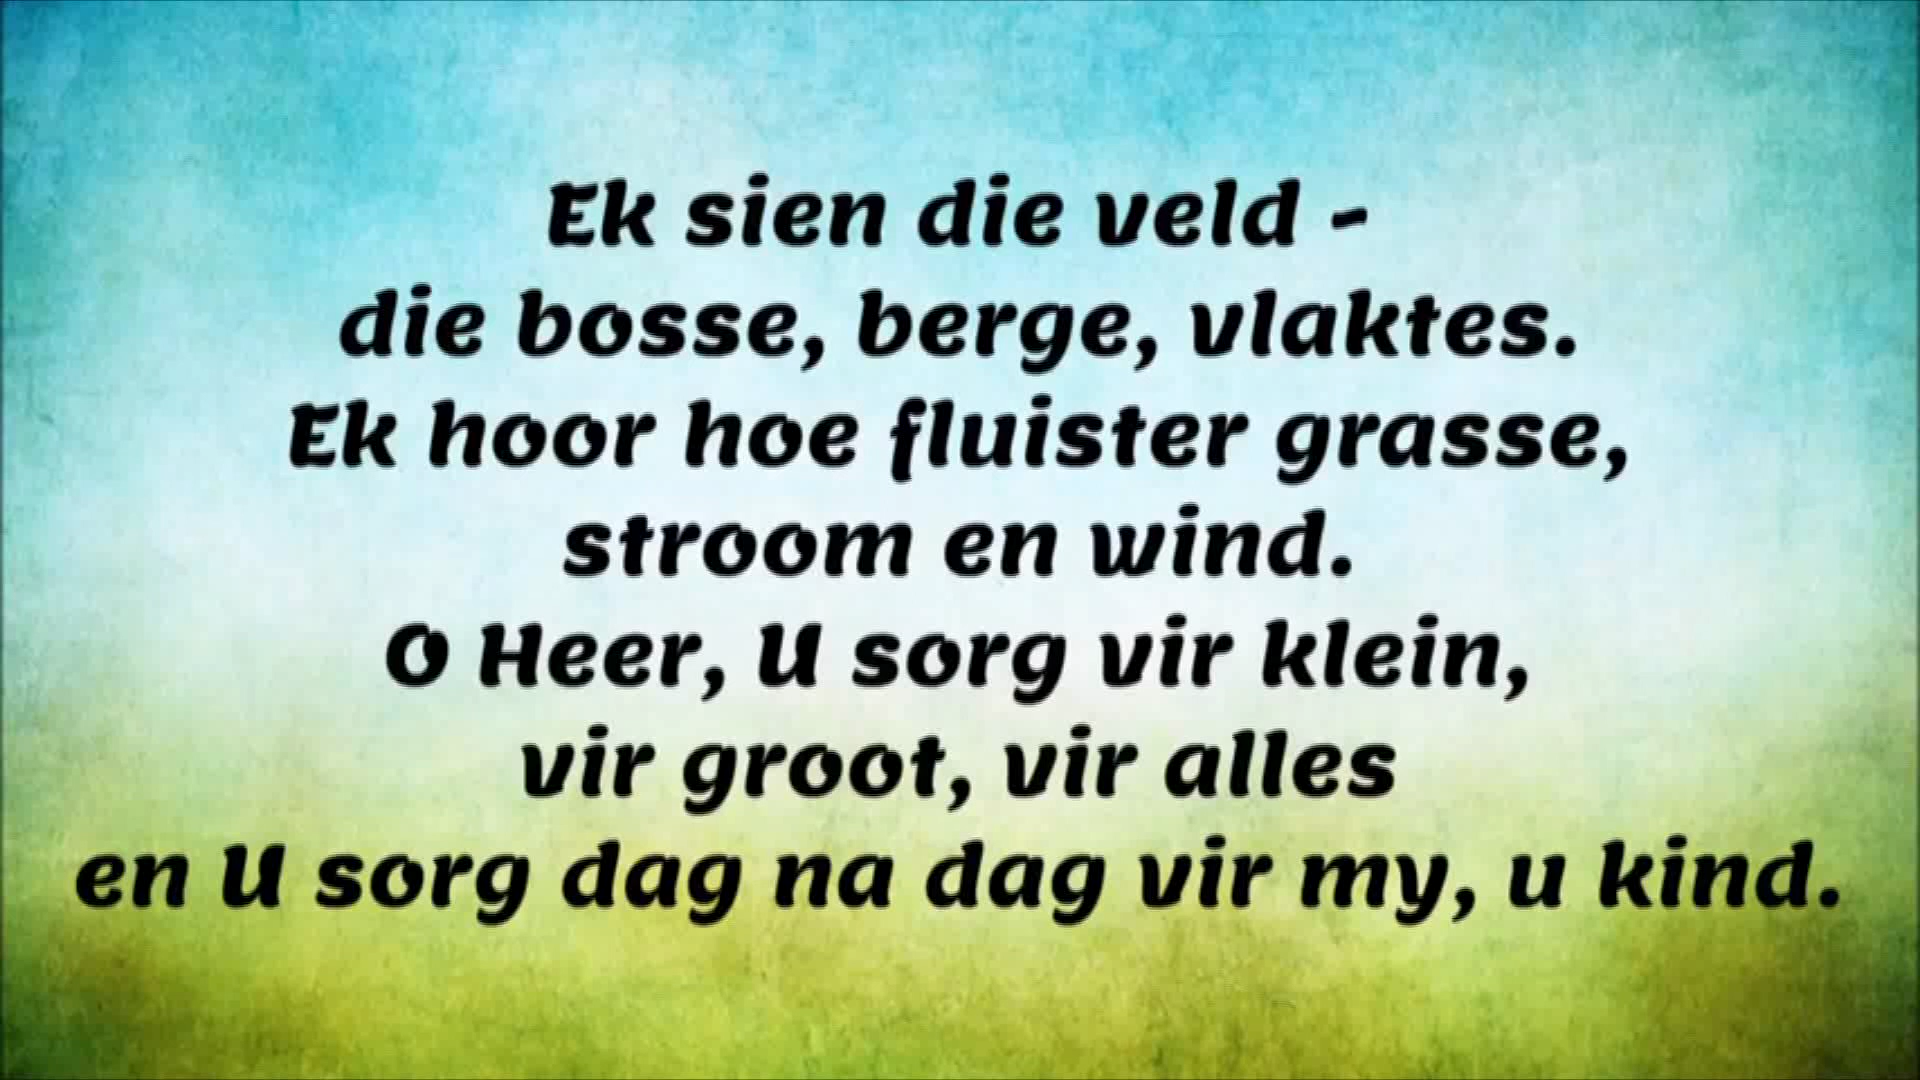 Ek sien die veld -
die bosse, berge, vlaktes.
Ek hoor hoe fluister grasse,
stroom en wind.
O Heer, U sorg vir klein,
vir groot, vir alles
en U sorg dag na dag vir my, u kind.